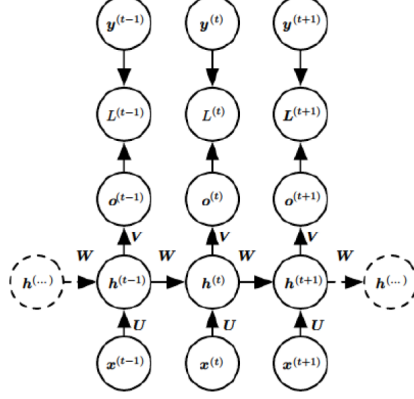 y^(t-1) y^(t) y^(t+1)
L^(t-1) L^(t) L^(t+1)
o^(t-1) o^(t) o^(t+1)
V V V
W W W W
h^(...) h^(t-1) h^(t) h^(t+1) h^(...)
U U U
x^(t-1) x^(t) x^(t+1)